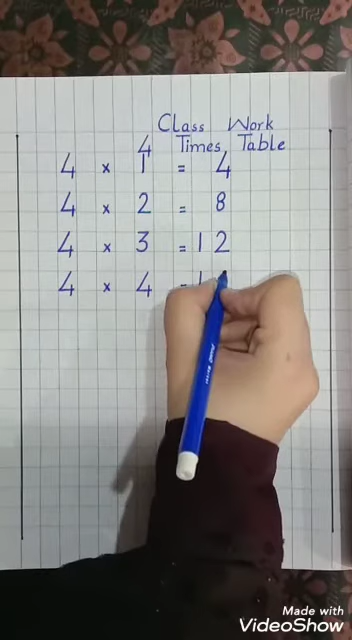 Class Work
4 Times Table
4 × 1 = 4
4 × 2 = 8
4 × 3 = 12
4 × 4 = 1
Made with
VideoShow